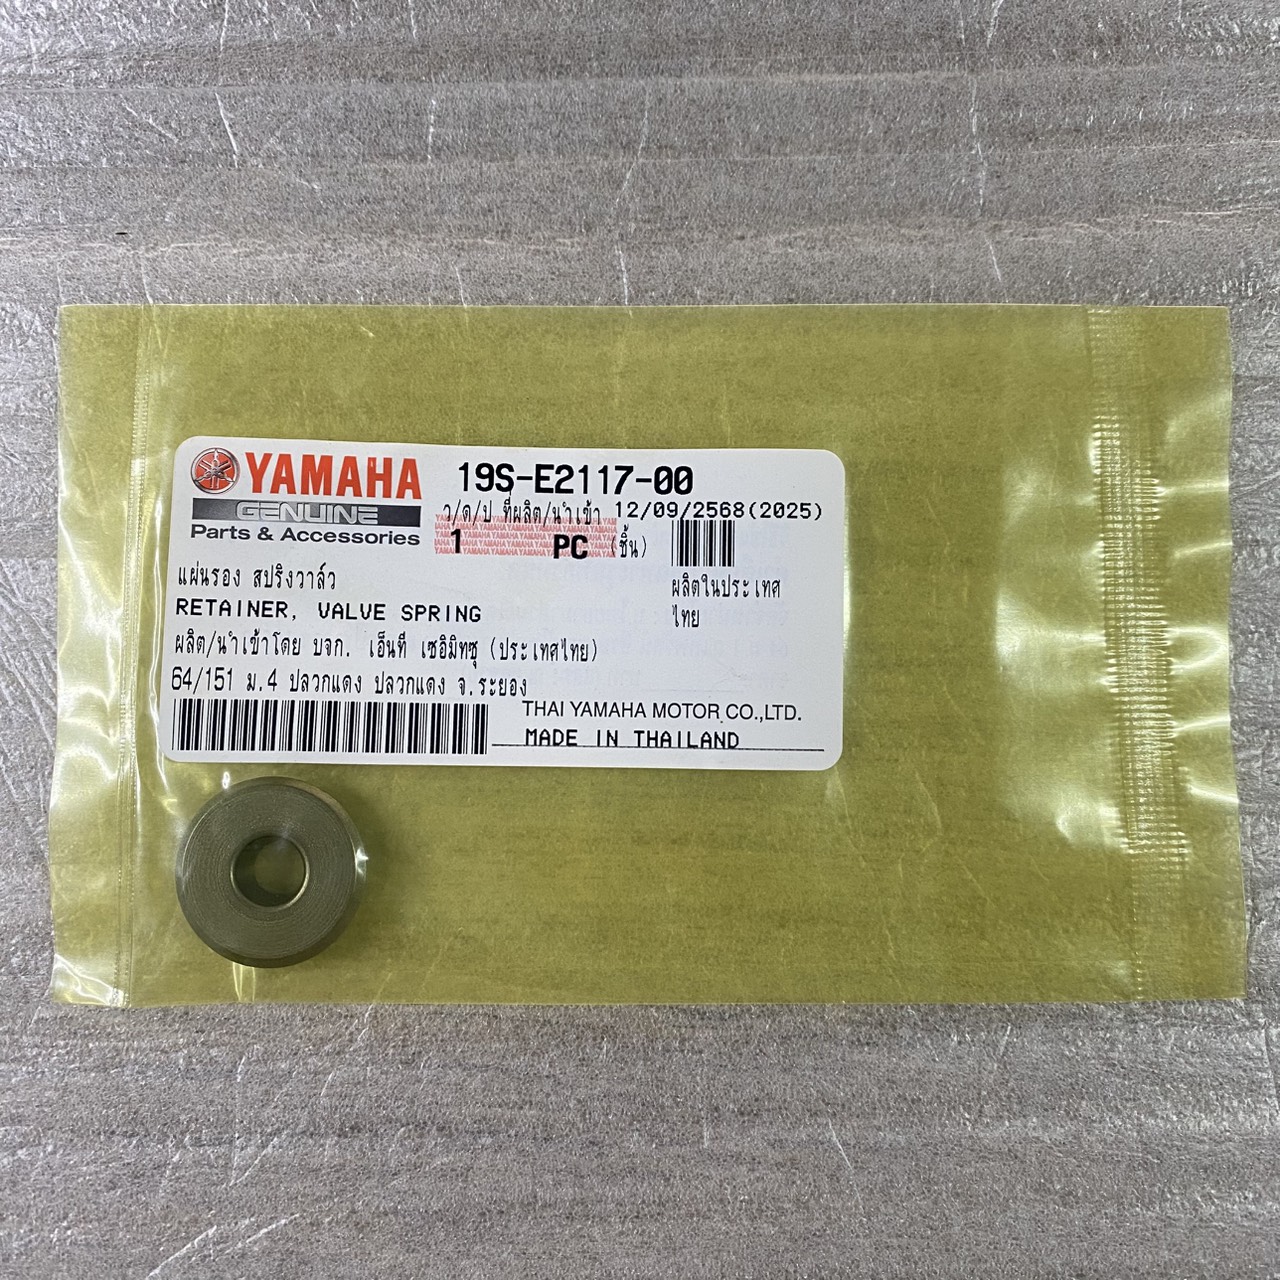 YAMAHA
GENUINE
Parts & Accessories
19S-E2117-00
ว/ด/ป ที่ผลิต/นำเข้า 12/09/2568(2025)
1 PC (ชิ้น)
แผ่นรอง สปริงวาล์ว
RETAINER, VALVE SPRING
ผลิตในประเทศ
ไทย
ผลิต/นำเข้าโดย บจก. เอ็นที เซอิมิทซุ (ประเทศไทย)
64/151 ม.4 ปลวกแดง ปลวกแดง จ.ระยอง
THAI YAMAHA MOTOR CO.,LTD.
MADE IN THAILAND